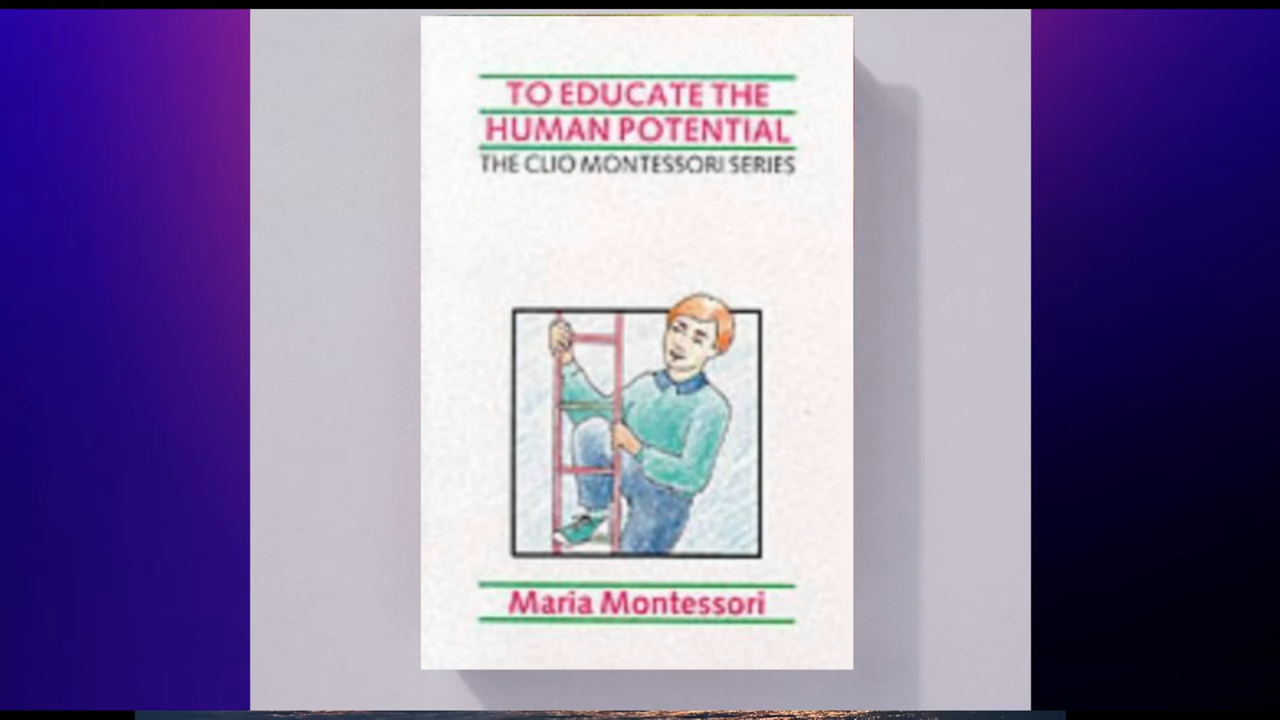 TO EDUCATE THE
HUMAN POTENTIAL
THE CLIO MONTESSORI SERIES
Maria Montessori